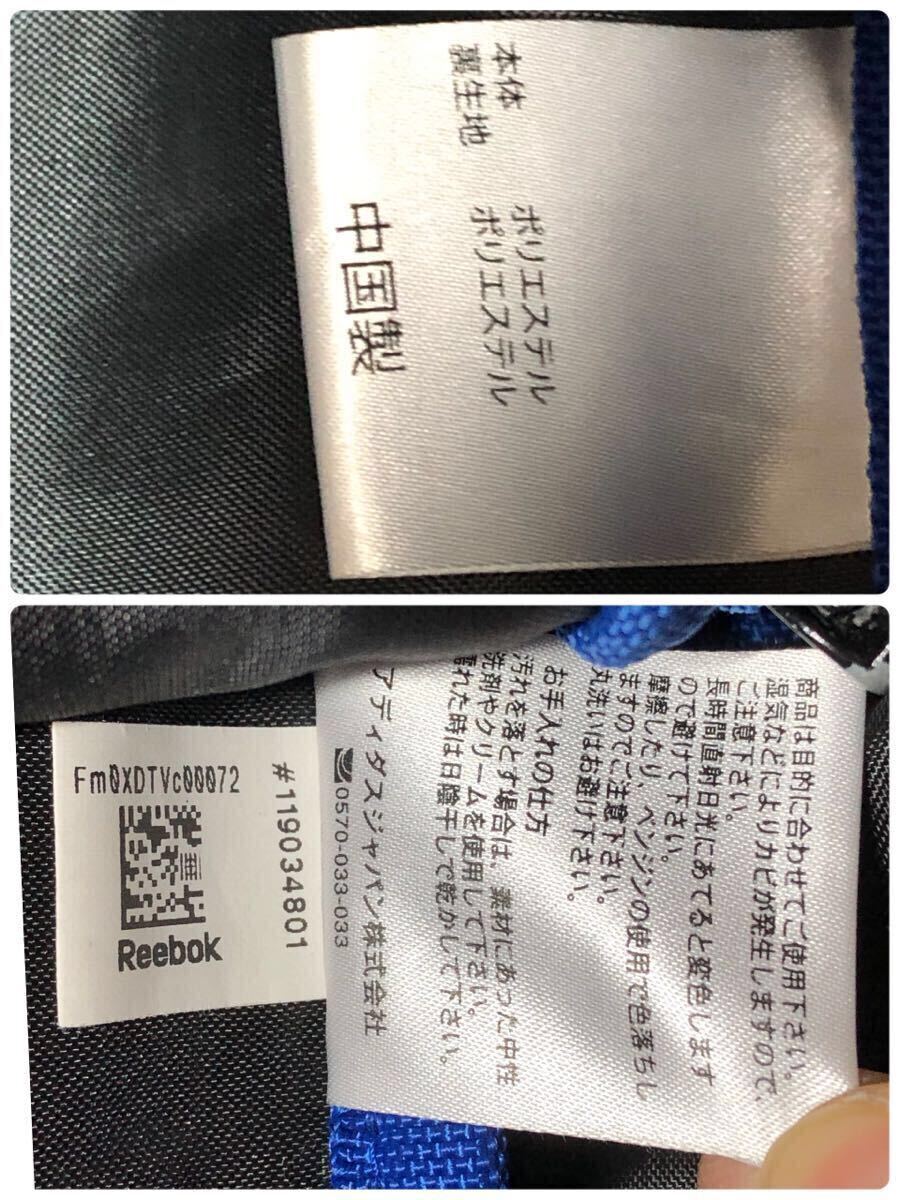 本体 ポリエステル
裏生地 ポリエステル
中国製
Fm0XDTVc00072
Reebok
#119034801
商品は目的に合わせてご使用下さい。
湿気などによりカビが発生しますので、
ご注意下さい。
長時間直射日光にあてると変色します
ので避けて下さい。
摩擦したり、ベンジンの使用で色落ちし
ますのでご注意下さい。
丸洗いはお避け下さい。
お手入れの仕方
汚れを落とす場合は、素材にあった中性
洗剤やクリームを使用して下さい。
濡れた時は日陰干しで乾かして下さい。
アディダスジャパン株式会社
0570-033-033